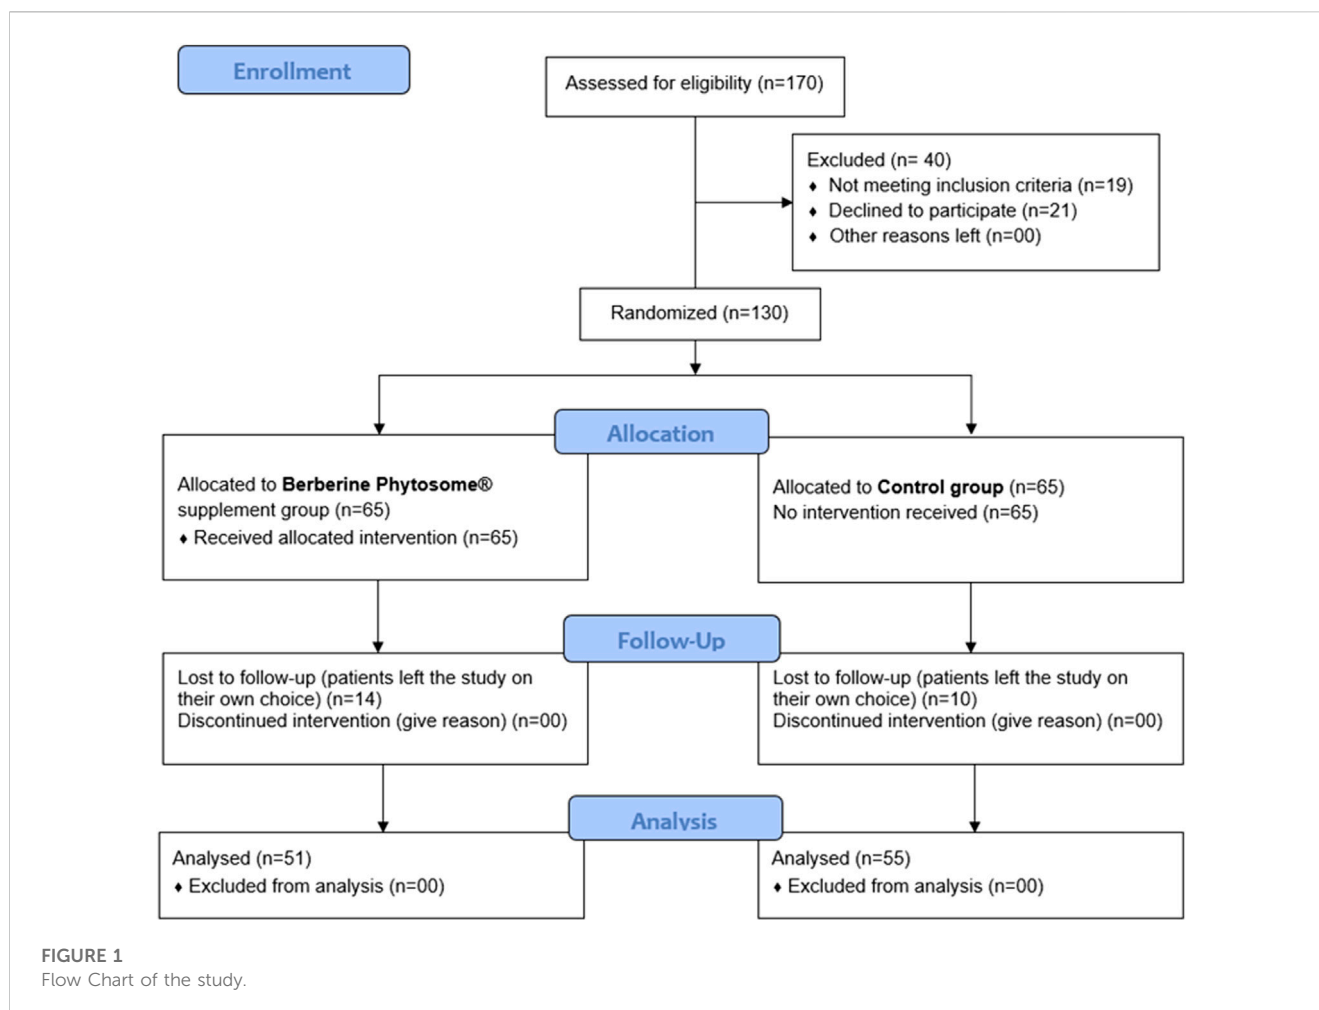 Enrollment
Assessed for eligibility (n=170)
Excluded (n= 40)
♦ Not meeting inclusion criteria (n=19)
♦ Declined to participate (n=21)
♦ Other reasons left (n=00)
Randomized (n=130)
Allocation
Allocated to Berberine Phytosome®
supplement group (n=65)
♦ Received allocated intervention (n=65)
Allocated to Control group (n=65)
No intervention received (n=65)
Follow-Up
Lost to follow-up (patients left the study on
their own choice) (n=14)
Discontinued intervention (give reason) (n=00)
Lost to follow-up (patients left the study on
their own choice) (n=10)
Discontinued intervention (give reason) (n=00)
Analysis
Analysed (n=51)
♦ Excluded from analysis (n=00)
Analysed (n=55)
♦ Excluded from analysis (n=00)
FIGURE 1
Flow Chart of the study.